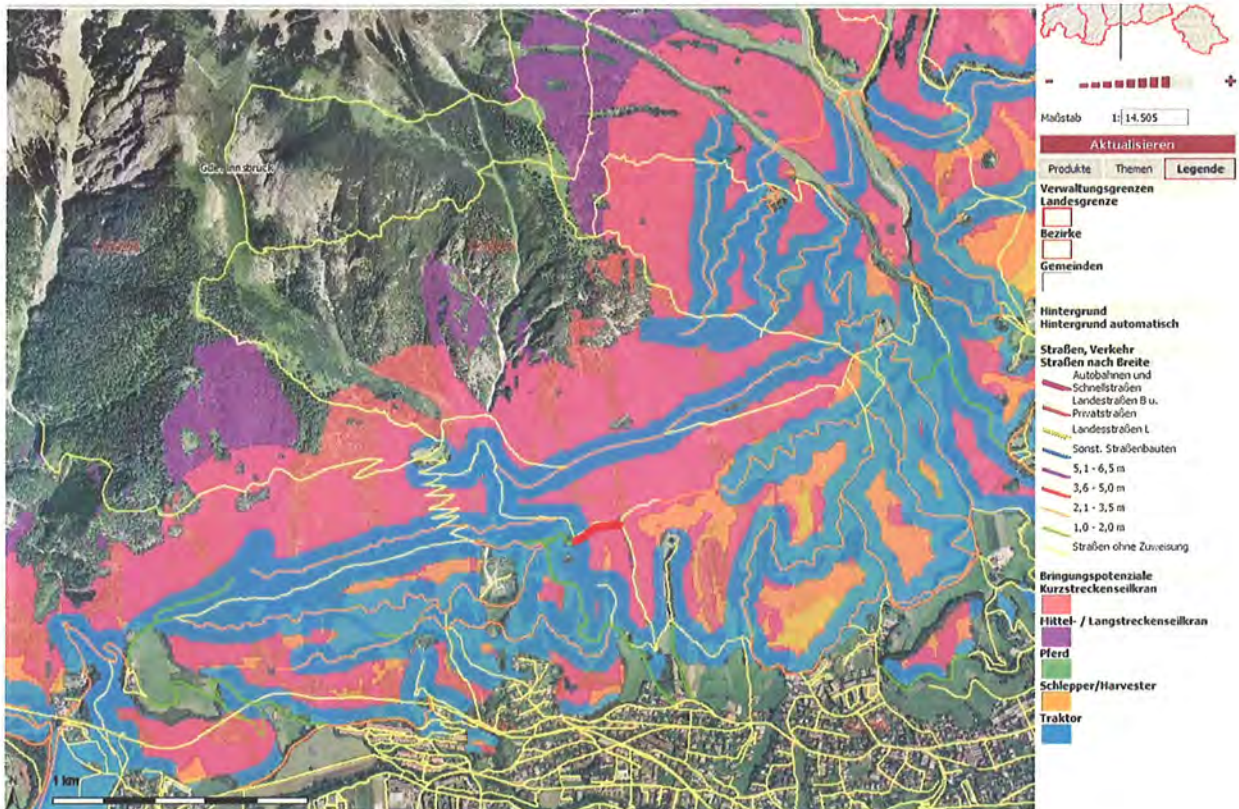 Maßstab 1: 14.505
Aktualisieren
Produkte Themen Legende
Verwaltungsgrenzen
Landesgrenze
Bezirke
Gemeinden
Hintergrund
Hintergrund automatisch
Straßen, Verkehr
Straßen nach Breite
Autobahnen und
Schnellstraßen
Landestraßen B u.
Privatstraßen
Landesstraßen L
Sonst. Straßenbauten
5,1 - 6,5 m
3,6 - 5,0 m
2,1 - 3,5 m
1,0 - 2,0 m
Straßen ohne Zuweisung
Bringungspotenziale
Kurzstreckenseilkran
Mittel- / Langstreckenseilkran
Pferd
Schlepper/Harvester
Traktor
1 km